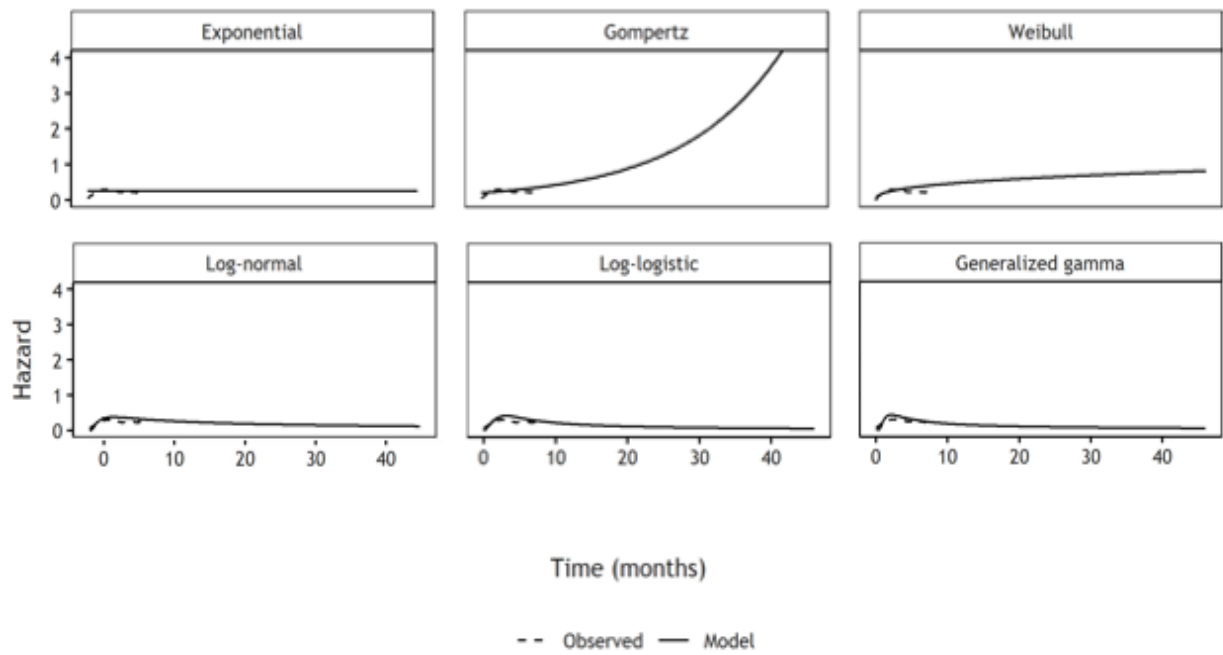 Exponential Gompertz Weibull
4
3
2
1
0
Log-normal Log-logistic Generalized gamma
4
3
2
1
0
Hazard
0 10 20 30 40 0 10 20 30 40 0 10 20 30 40
Time (months)
Observed Model